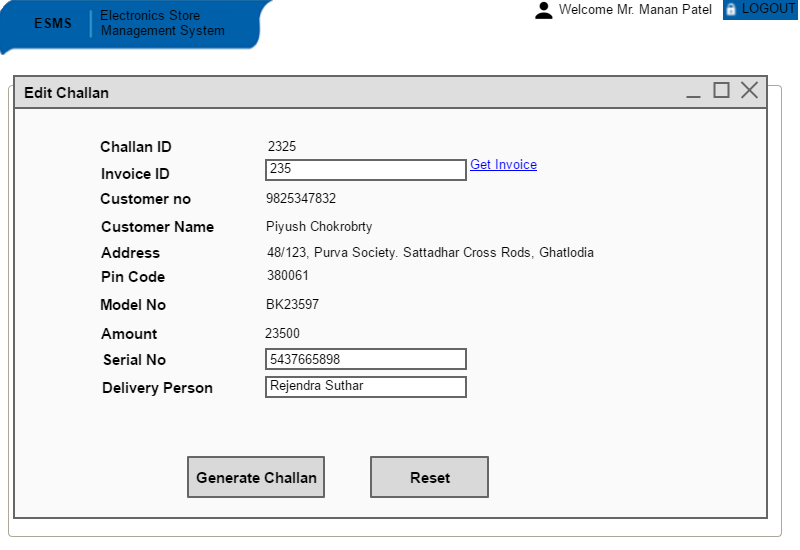 ESMS
Electronics Store
Management System
Welcome Mr. Manan Patel
LOGOUT
Edit Challan
Challan ID 2325
Invoice ID 235 Get Invoice
Customer no 9825347832
Customer Name Piyush Chokrobrty
Address 48/123, Purva Society. Sattadhar Cross Rods, Ghatlodia
Pin Code 380061
Model No BK23597
Amount 23500
Serial No 5437665898
Delivery Person Rejendra Suthar
Generate Challan Reset